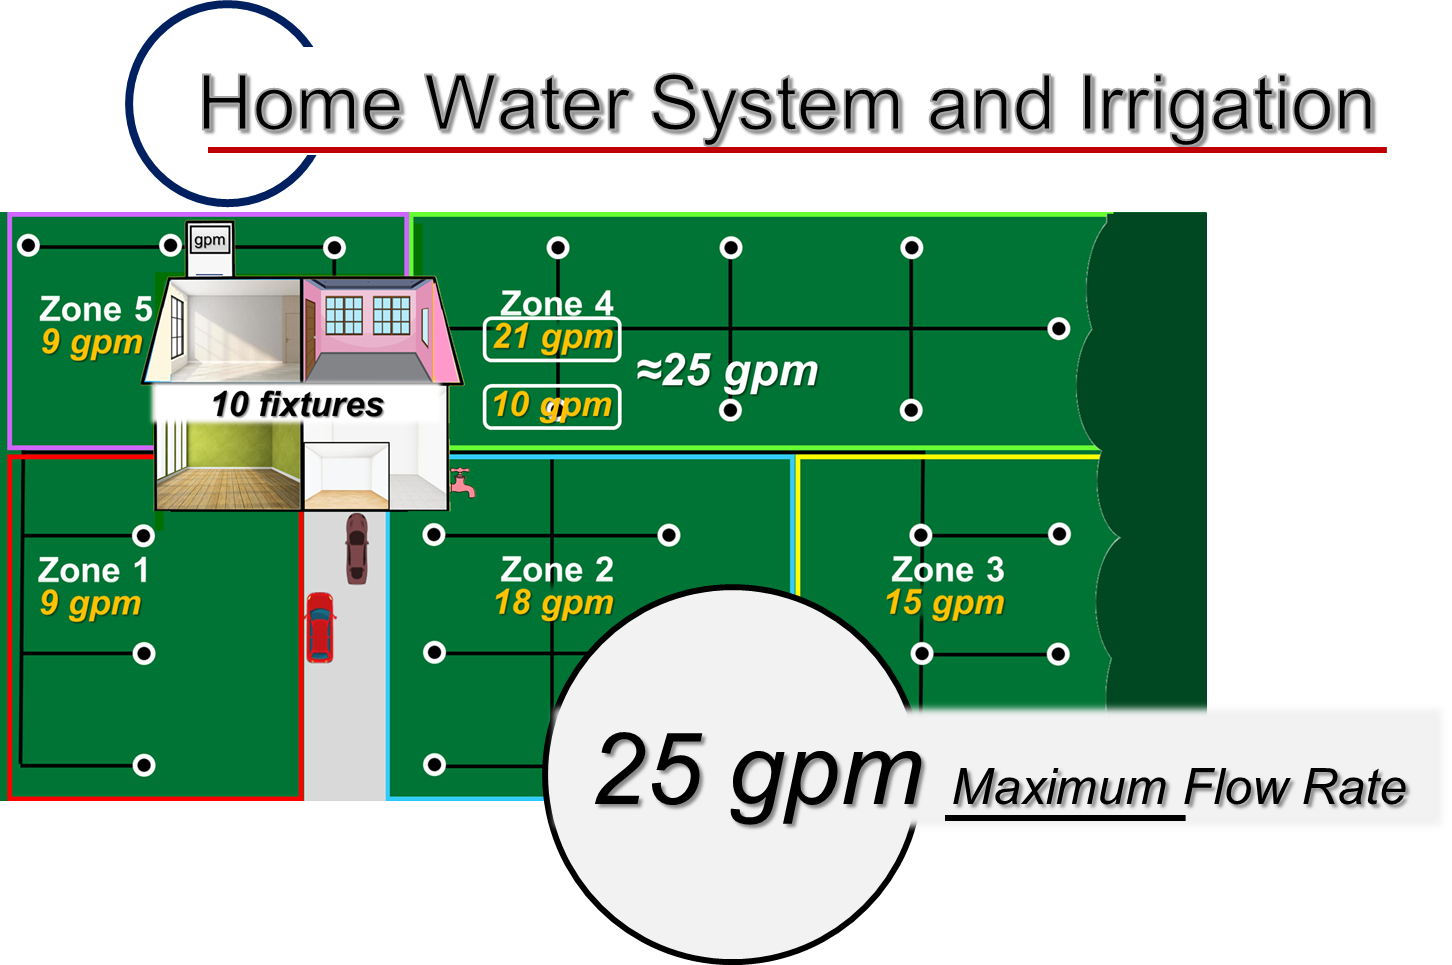 Home Water System and Irrigation
gpm
Zone 5
9 gpm
10 fixtures
Zone 4
21 gpm
10 gpm
≈25 gpm
Zone 1
9 gpm
Zone 2
18 gpm
Zone 3
15 gpm
25 gpm Maximum Flow Rate